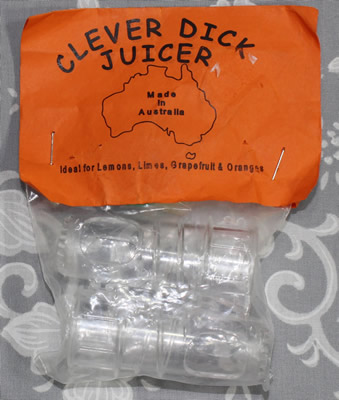 CLEVER DICK
JUICER
Made
in
Australia
Ideal for Lemons, Limes, Grapefruit & Oranges